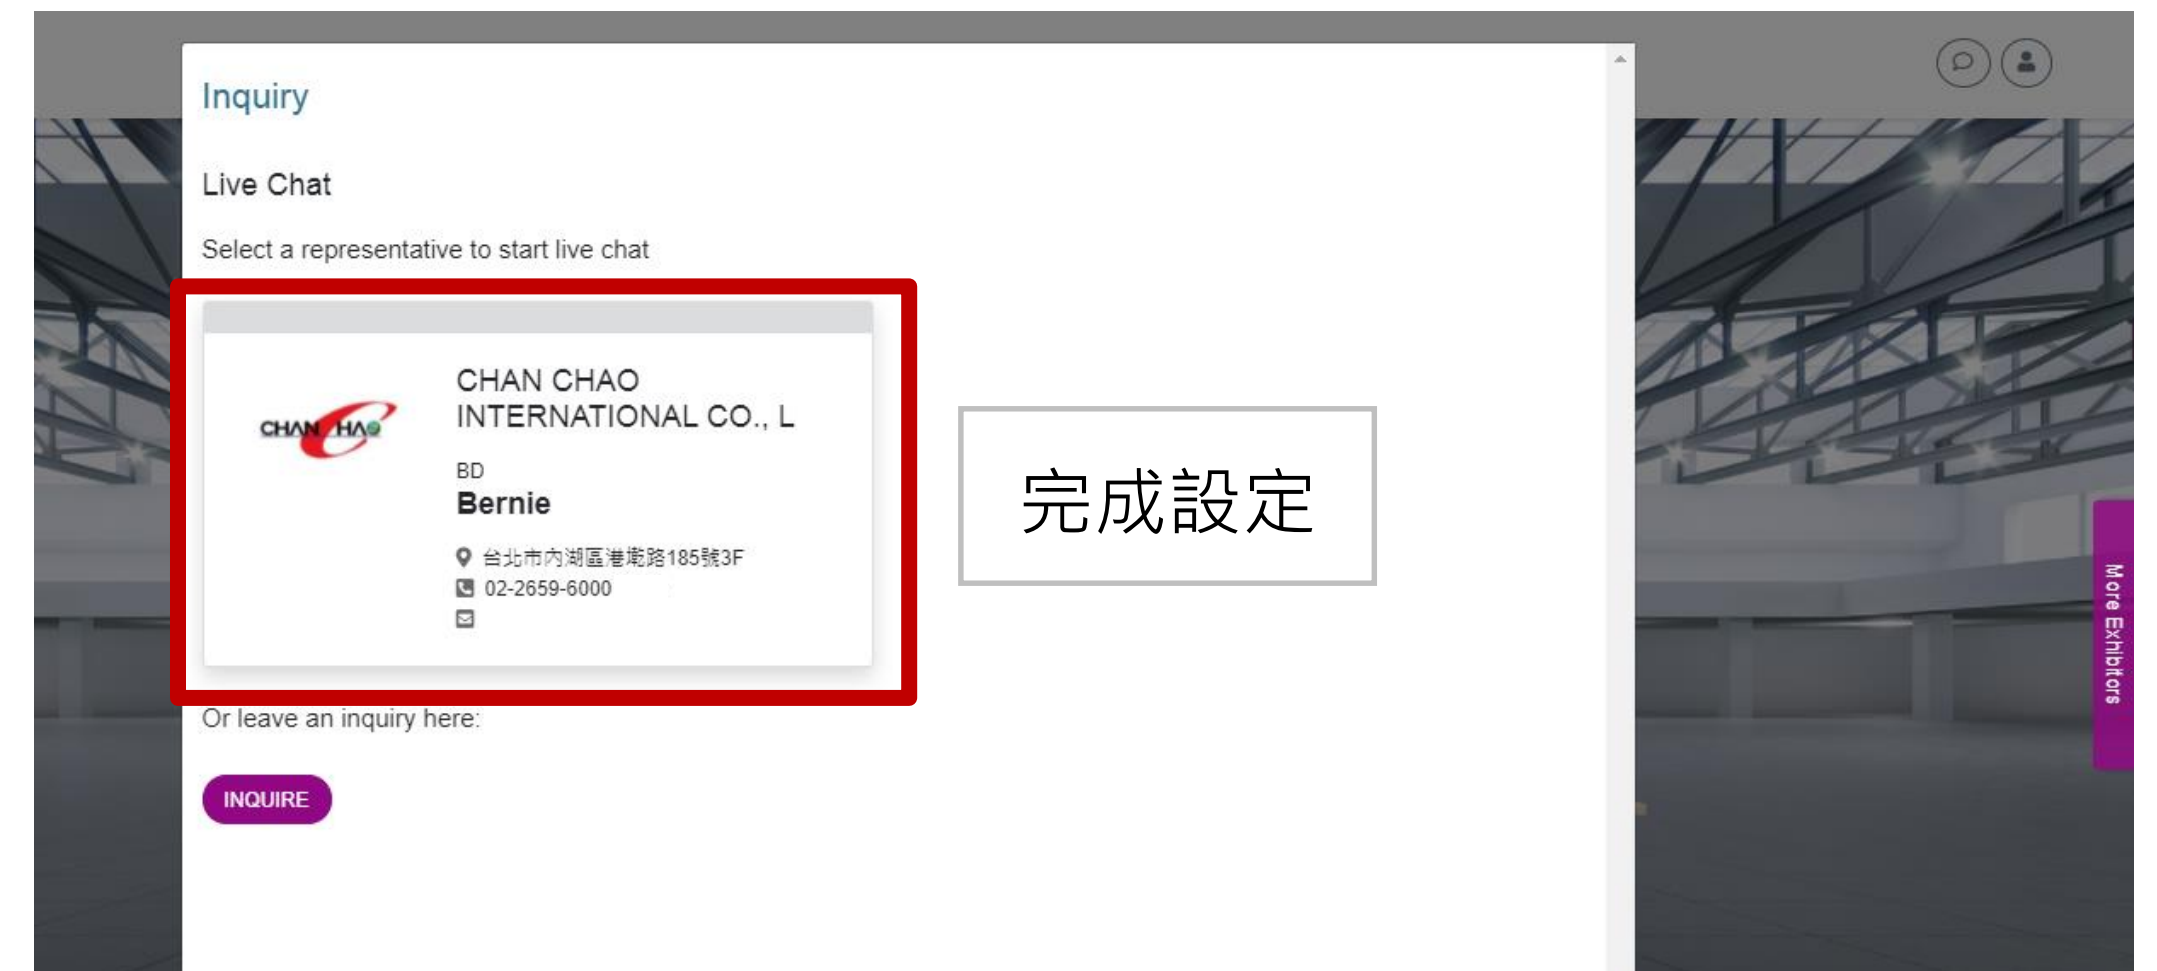 Inquiry
Live Chat
Select a representative to start live chat
CHAN CHAO
CHAN CHAO
INTERNATIONAL CO., L
BD
Bernie
台北市內湖區港墘路185號3F
02-2659-6000
完成設定
Or leave an inquiry here:
INQUIRE
More Exhibitors